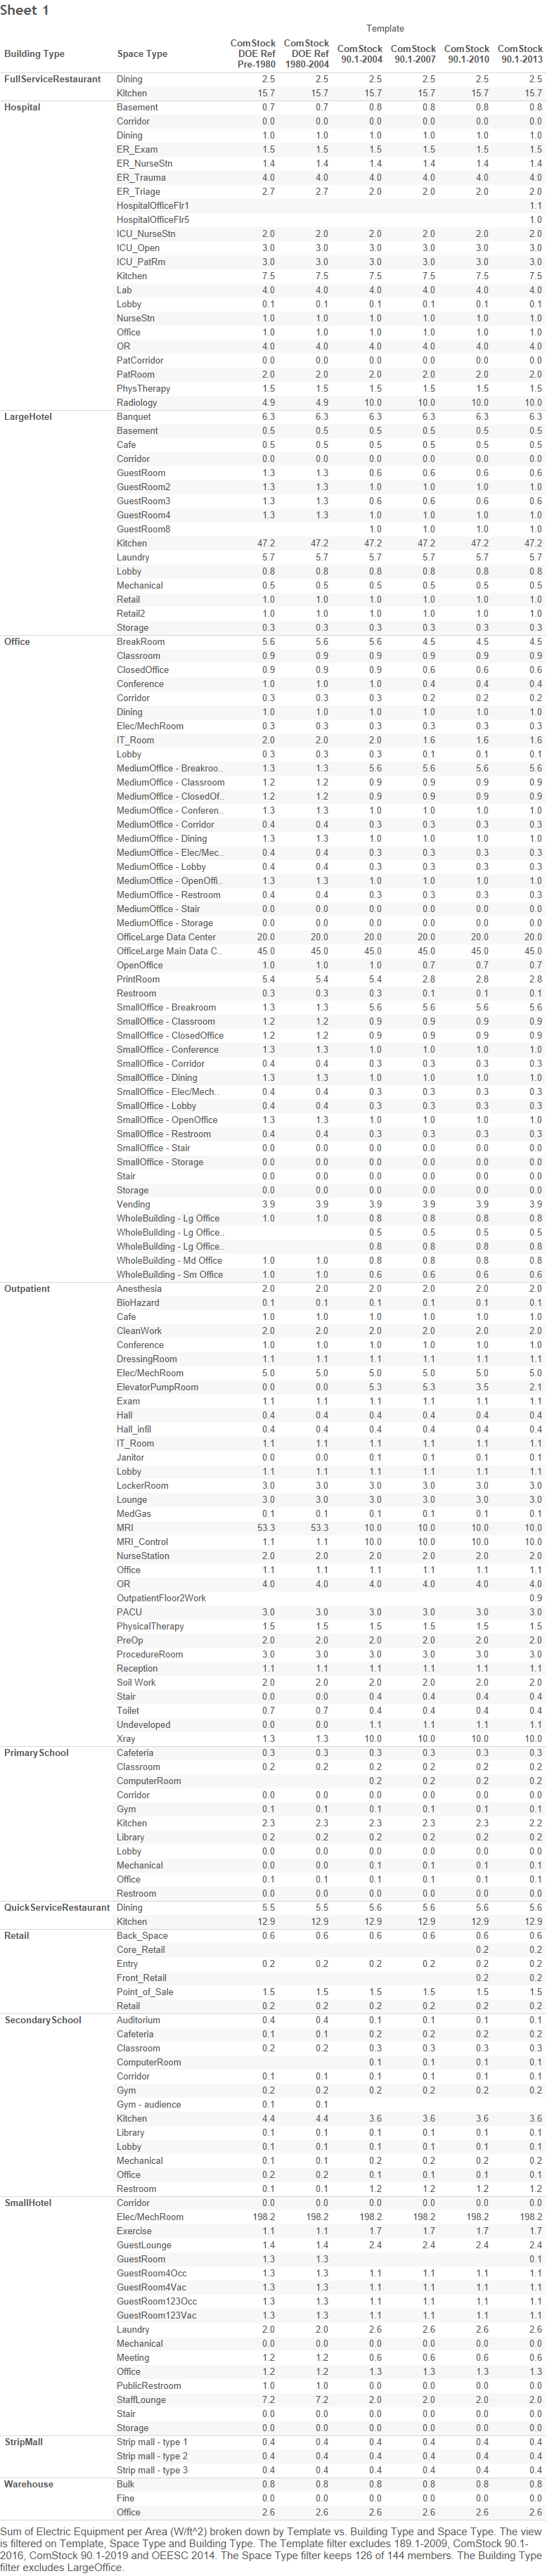 Sheet 1
Template
Building Type Space Type ComStock DOE Ref Pre-1980 ComStock DOE Ref 1980-2004 ComStock 90.1-2004 ComStock 90.1-2007 ComStock 90.1-2010 ComStock 90.1-2013
FullServiceRestaurant Dining 2.5 2.5 2.5 2.5 2.5 2.5
Kitchen 15.7 15.7 15.7 15.7 15.7 15.7
Hospital Basement 0.7 0.7 0.8 0.8 0.8 0.8
Corridor 0.0 0.0 0.0 0.0 0.0 0.0
Dining 1.0 1.0 1.0 1.0 1.0 1.0
ER_Exam 1.5 1.5 1.5 1.5 1.5 1.5
ER_NurseStn 1.4 1.4 1.4 1.4 1.4 1.4
ER_Trauma 4.0 4.0 4.0 4.0 4.0 4.0
ER_Triage 2.7 2.7 2.0 2.0 2.0 2.0
HospitalOfficeFlr1 1.1
HospitalOfficeFlr5 1.0
ICU_NurseStn 2.0 2.0 2.0 2.0 2.0 2.0
ICU_Open 3.0 3.0 3.0 3.0 3.0 3.0
ICU_PatRm 3.0 3.0 3.0 3.0 3.0 3.0
Kitchen 7.5 7.5 7.5 7.5 7.5 7.5
Lab 4.0 4.0 4.0 4.0 4.0 4.0
Lobby 0.1 0.1 0.1 0.1 0.1 0.1
NurseStn 1.0 1.0 1.0 1.0 1.0 1.0
Office 1.0 1.0 1.0 1.0 1.0 1.0
OR 4.0 4.0 4.0 4.0 4.0 4.0
PatCorridor 0.0 0.0 0.0 0.0 0.0 0.0
PatRoom 2.0 2.0 2.0 2.0 2.0 2.0
PhysTherapy 1.5 1.5 1.5 1.5 1.5 1.5
Radiology 4.9 4.9 10.0 10.0 10.0 10.0
LargeHotel Banquet 6.3 6.3 6.3 6.3 6.3 6.3
Basement 0.5 0.5 0.5 0.5 0.5 0.5
Cafe 0.5 0.5 0.5 0.5 0.5 0.5
Corridor 0.0 0.0 0.0 0.0 0.0 0.0
GuestRoom 1.3 1.3 0.6 0.6 0.6 0.6
GuestRoom2 1.3 1.3 1.0 1.0 1.0 1.0
GuestRoom3 1.3 1.3 0.6 0.6 0.6 0.6
GuestRoom4 1.3 1.3 1.0 1.0 1.0 1.0
GuestRoom8 1.0 1.0 1.0 1.0
Kitchen 47.2 47.2 47.2 47.2 47.2 47.2
Laundry 5.7 5.7 5.7 5.7 5.7 5.7
Lobby 0.8 0.8 0.8 0.8 0.8 0.8
Mechanical 0.5 0.5 0.5 0.5 0.5 0.5
Retail 1.0 1.0 1.0 1.0 1.0 1.0
Retail2 1.0 1.0 1.0 1.0 1.0 1.0
Storage 0.3 0.3 0.3 0.3 0.3 0.3
Office BreakRoom 5.6 5.6 5.6 4.5 4.5 4.5
Classroom 0.9 0.9 0.9 0.9 0.9 0.9
ClosedOffice 0.9 0.9 0.9 0.6 0.6 0.6
Conference 1.0 1.0 1.0 0.4 0.4 0.4
Corridor 0.3 0.3 0.3 0.2 0.2 0.2
Dining 1.0 1.0 1.0 1.0 1.0 1.0
Elec/MechRoom 0.3 0.3 0.3 0.3 0.3 0.3
IT_Room 2.0 2.0 2.0 1.6 1.6 1.6
Lobby 0.3 0.3 0.3 0.1 0.1 0.1
MediumOffice - Breakroo.. 1.3 1.3 5.6 5.6 5.6 5.6
MediumOffice - Classroom 1.2 1.2 0.9 0.9 0.9 0.9
MediumOffice - ClosedOf.. 1.2 1.2 0.9 0.9 0.9 0.9
MediumOffice - Conferen.. 1.3 1.3 1.0 1.0 1.0 1.0
MediumOffice - Corridor 0.4 0.4 0.3 0.3 0.3 0.3
MediumOffice - Dining 1.3 1.3 1.0 1.0 1.0 1.0
MediumOffice - Elec/Mec.. 0.4 0.4 0.3 0.3 0.3 0.3
MediumOffice - Lobby 0.4 0.4 0.3 0.3 0.3 0.3
MediumOffice - OpenOffi.. 1.3 1.3 1.0 1.0 1.0 1.0
MediumOffice - Restroom 0.4 0.4 0.3 0.3 0.3 0.3
MediumOffice - Stair 0.0 0.0 0.0 0.0 0.0 0.0
MediumOffice - Storage 0.0 0.0 0.0 0.0 0.0 0.0
OfficeLarge Data Center 20.0 20.0 20.0 20.0 20.0 20.0
OfficeLarge Main Data C.. 45.0 45.0 45.0 45.0 45.0 45.0
OpenOffice 1.0 1.0 1.0 0.7 0.7 0.7
PrintRoom 5.4 5.4 5.4 2.8 2.8 2.8
Restroom 0.3 0.3 0.3 0.1 0.1 0.1
SmallOffice - Breakroom 1.3 1.3 5.6 5.6 5.6 5.6
SmallOffice - Classroom 1.2 1.2 0.9 0.9 0.9 0.9
SmallOffice - ClosedOffice 1.2 1.2 0.9 0.9 0.9 0.9
SmallOffice - Conference 1.3 1.3 1.0 1.0 1.0 1.0
SmallOffice - Corridor 0.4 0.4 0.3 0.3 0.3 0.3
SmallOffice - Dining 1.3 1.3 1.0 1.0 1.0 1.0
SmallOffice - Elec/Mech.. 0.4 0.4 0.3 0.3 0.3 0.3
SmallOffice - Lobby 0.4 0.4 0.3 0.3 0.3 0.3
SmallOffice - OpenOffice 1.3 1.3 1.0 1.0 1.0 1.0
SmallOffice - Restroom 0.4 0.4 0.3 0.3 0.3 0.3
SmallOffice - Stair 0.0 0.0 0.0 0.0 0.0 0.0
SmallOffice - Storage 0.0 0.0 0.0 0.0 0.0 0.0
Stair 0.0 0.0 0.0 0.0 0.0 0.0
Storage 0.0 0.0 0.0 0.0 0.0 0.0
Vending 3.9 3.9 3.9 3.9 3.9 3.9
WholeBuilding - Lg Office 1.0 1.0 0.8 0.8 0.8 0.8
WholeBuilding - Lg Office.. 0.5 0.5 0.5 0.5
WholeBuilding - Lg Office.. 0.8 0.8 0.8 0.8
WholeBuilding - Md Office 1.0 1.0 0.8 0.8 0.8 0.8
WholeBuilding - Sm Office 1.0 1.0 0.6 0.6 0.6 0.6
Outpatient Anesthesia 2.0 2.0 2.0 2.0 2.0 2.0
BioHazard 0.1 0.1 0.1 0.1 0.1 0.1
Cafe 1.0 1.0 1.0 1.0 1.0 1.0
CleanWork 2.0 2.0 2.0 2.0 2.0 2.0
Conference 1.0 1.0 1.0 1.0 1.0 1.0
DressingRoom 1.1 1.1 1.1 1.1 1.1 1.1
Elec/MechRoom 5.0 5.0 5.0 5.0 5.0 5.0
ElevatorPumpRoom 0.0 0.0 5.3 5.3 3.5 2.1
Exam 1.1 1.1 1.1 1.1 1.1 1.1
Hall 0.4 0.4 0.4 0.4 0.4 0.4
Hall_infil 0.4 0.4 0.4 0.4 0.4 0.4
IT_Room 1.1 1.1 1.1 1.1 1.1 1.1
Janitor 0.0 0.0 0.1 0.1 0.1 0.1
Lobby 1.1 1.1 1.1 1.1 1.1 1.1
LockerRoom 3.0 3.0 3.0 3.0 3.0 3.0
Lounge 3.0 3.0 3.0 3.0 3.0 3.0
MedGas 0.1 0.1 0.1 0.1 0.1 0.1
MRI 53.3 53.3 10.0 10.0 10.0 10.0
MRI_Control 1.1 1.1 10.0 10.0 10.0 10.0
NurseStation 2.0 2.0 2.0 2.0 2.0 2.0
Office 1.1 1.1 1.1 1.1 1.1 1.1
OR 4.0 4.0 4.0 4.0 4.0 4.0
OutpatientFloor2Work 0.9
PACU 3.0 3.0 3.0 3.0 3.0 3.0
PhysicalTherapy 1.5 1.5 1.5 1.5 1.5 1.5
PreOp 2.0 2.0 2.0 2.0 2.0 2.0
ProcedureRoom 3.0 3.0 3.0 3.0 3.0 3.0
Reception 1.1 1.1 1.1 1.1 1.1 1.1
Soil Work 2.0 2.0 2.0 2.0 2.0 2.0
Stair 0.0 0.0 0.4 0.4 0.4 0.4
Toilet 0.7 0.7 0.4 0.4 0.4 0.4
Undeveloped 0.0 0.0 1.1 1.1 1.1 1.1
Xray 1.3 1.3 10.0 10.0 10.0 10.0
PrimarySchool Cafeteria 0.3 0.3 0.3 0.3 0.3 0.3
Classroom 0.2 0.2 0.2 0.2 0.2 0.2
ComputerRoom 0.2 0.2 0.2 0.2
Corridor 0.0 0.0 0.0 0.0 0.0 0.0
Gym 0.1 0.1 0.1 0.1 0.1 0.1
Kitchen 2.3 2.3 2.3 2.3 2.3 2.2
Library 0.2 0.2 0.2 0.2 0.2 0.2
Lobby 0.0 0.0 0.0 0.0 0.0 0.0
Mechanical 0.0 0.0 0.1 0.1 0.1 0.1
Office 0.1 0.1 0.1 0.1 0.1 0.1
Restroom 0.0 0.0 0.0 0.0 0.0 0.0
QuickServiceRestaurant Dining 5.5 5.5 5.6 5.6 5.6 5.6
Kitchen 12.9 12.9 12.9 12.9 12.9 12.9
Retail Back_Space 0.6 0.6 0.6 0.6 0.6 0.6
Core_Retail 0.2 0.2
Entry 0.2 0.2 0.2 0.2 0.2 0.2
Front_Retail 0.2 0.2
Point_of_Sale 1.5 1.5 1.5 1.5 1.5 1.5
Retail 0.2 0.2 0.2 0.2 0.2 0.2
SecondarySchool Auditorium 0.4 0.4 0.1 0.1 0.1 0.1
Cafeteria 0.1 0.1 0.2 0.2 0.2 0.2
Classroom 0.2 0.2 0.3 0.3 0.3 0.3
ComputerRoom 0.1 0.1 0.1 0.1
Corridor 0.1 0.1 0.1 0.1 0.1 0.1
Gym 0.2 0.2 0.2 0.2 0.2 0.2
Gym - audience 0.1 0.1
Kitchen 4.4 4.4 3.6 3.6 3.6 3.6
Library 0.1 0.1 0.1 0.1 0.1 0.1
Lobby 0.1 0.1 0.1 0.1 0.1 0.1
Mechanical 0.1 0.1 0.2 0.2 0.2 0.2
Office 0.2 0.2 0.1 0.1 0.1 0.1
Restroom 0.1 0.1 1.2 1.2 1.2 1.2
SmallHotel Corridor 0.0 0.0 0.0 0.0 0.0 0.0
Elec/MechRoom 198.2 198.2 198.2 198.2 198.2 198.2
Exercise 1.1 1.1 1.7 1.7 1.7 1.7
GuestLounge 1.4 1.4 2.4 2.4 2.4 2.4
GuestRoom 1.3 1.3 0.1
GuestRoom4Occ 1.3 1.3 1.1 1.1 1.1 1.1
GuestRoom4Vac 1.3 1.3 1.1 1.1 1.1 1.1
GuestRoom123Occ 1.3 1.3 1.1 1.1 1.1 1.1
GuestRoom123Vac 1.3 1.3 1.1 1.1 1.1 1.1
Laundry 2.0 2.0 2.6 2.6 2.6 2.6
Mechanical 0.0 0.0 0.0 0.0 0.0 0.0
Meeting 1.2 1.2 0.6 0.6 0.6 0.6
Office 1.2 1.2 1.3 1.3 1.3 1.3
PublicRestroom 1.0 1.0 0.0 0.0 0.0 0.0
StaffLounge 7.2 7.2 2.0 2.0 2.0 2.0
Stair 0.0 0.0 0.0 0.0 0.0 0.0
Storage 0.0 0.0 0.0 0.0 0.0 0.0
StripMall Strip mall - type 1 0.4 0.4 0.4 0.4 0.4 0.4
Strip mall - type 2 0.4 0.4 0.4 0.4 0.4 0.4
Strip mall - type 3 0.4 0.4 0.4 0.4 0.4 0.4
Warehouse Bulk 0.8 0.8 0.8 0.8 0.8 0.8
Fine 0.0 0.0 0.0 0.0 0.0 0.0
Office 2.6 2.6 2.6 2.6 2.6 2.6
Sum of Electric Equipment per Area (W/ft^2) broken down by Template vs. Building Type and Space Type. The view
is filtered on Template, Space Type and Building Type. The Template filter excludes 189.1-2009, ComStock 90.1-
2016, ComStock 90.1-2019 and OEESC 2014. The Space Type filter keeps 126 of 144 members. The Building Type
filter excludes LargeOffice.